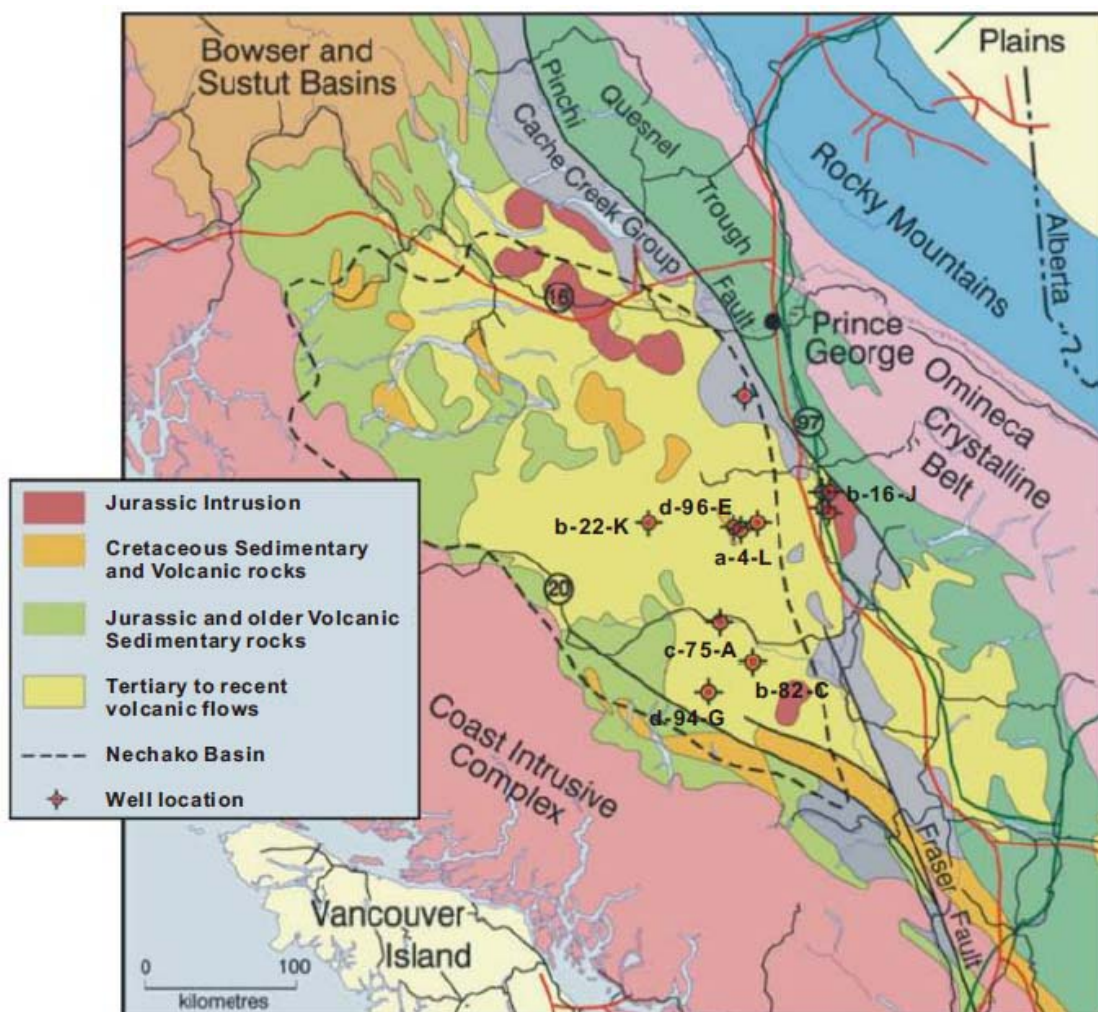 Bowser and
Sustut Basins
Pinchi
Fault
Quesnel
Trough
Cache Creek Group
Plains
Rocky Mountains
Alberta
?
16
Prince
George
Omineca
Crystalline
Belt
97
Jurassic Intrusion
Cretaceous Sedimentary
and Volcanic rocks
Jurassic and older Volcanic
Sedimentary rocks
Tertiary to recent
volcanic flows
Nechako Basin
Well location
b-22-K
d-96-E
a-4-L
b-16-J
20
c-75-A
b-82-C
d-94-G
Coast Intrusive
Complex
Fraser
Fault
Vancouver
Island
0 100
kilometres